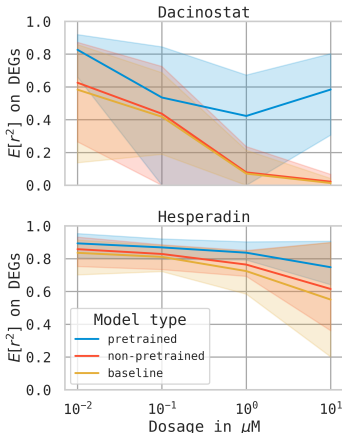 Dacinostat
1.0
0.8
0.6
0.4
0.2
0.0
E[r²] on DEGs
Hesperadin
1.0
0.8
0.6
0.4
0.2
0.0
E[r²] on DEGs
Model type
pretrained
non-pretrained
baseline
10⁻² 10⁻¹ 10⁰ 10¹
Dosage in μM